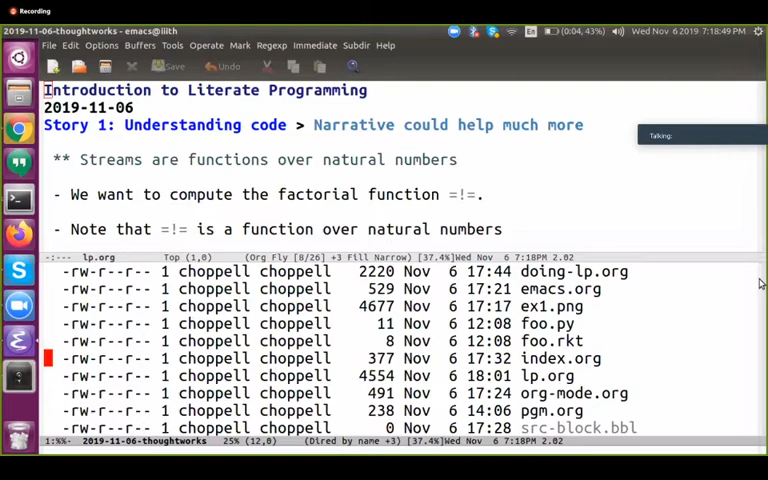 Recording
2019-11-06-thoughtworks - emacs@iiith
En
(0:04, 43%)
Wed Nov 6 2019 7:18:49 PM
File Edit Options Buffers Tools Operate Mark Regexp Immediate Subdir Help
Save
Undo
Introduction to Literate Programming
2019-11-06
Story 1: Understanding code > Narrative could help much more
Talking:
** Streams are functions over natural numbers
- We want to compute the factorial function =!=.
- Note that =!= is a function over natural numbers
-:--- lp.org Top (1,0) (Org Fly [8/26] +3 Fill Narrow) [37.4%]Wed Nov 6 7:18PM 2.02
-rw-r--r-- 1 choppell choppell 2220 Nov 6 17:44 doing-lp.org
-rw-r--r-- 1 choppell choppell 529 Nov 6 17:21 emacs.org
-rw-r--r-- 1 choppell choppell 4677 Nov 6 17:17 ex1.png
-rw-r--r-- 1 choppell choppell 11 Nov 6 12:08 foo.py
-rw-r--r-- 1 choppell choppell 8 Nov 6 12:08 foo.rkt
-rw-r--r-- 1 choppell choppell 377 Nov 6 17:32 index.org
-rw-r--r-- 1 choppell choppell 4554 Nov 6 18:01 lp.org
-rw-r--r-- 1 choppell choppell 491 Nov 6 17:24 org-mode.org
-rw-r--r-- 1 choppell choppell 238 Nov 6 14:06 pgm.org
-rw-r--r-- 1 choppell choppell 0 Nov 6 17:28 src-block.bbl
1:%%- 2019-11-06-thoughtworks 25% (12,0) (Dired by name +3) [37.4%]Wed Nov 6 7:18PM 2.02